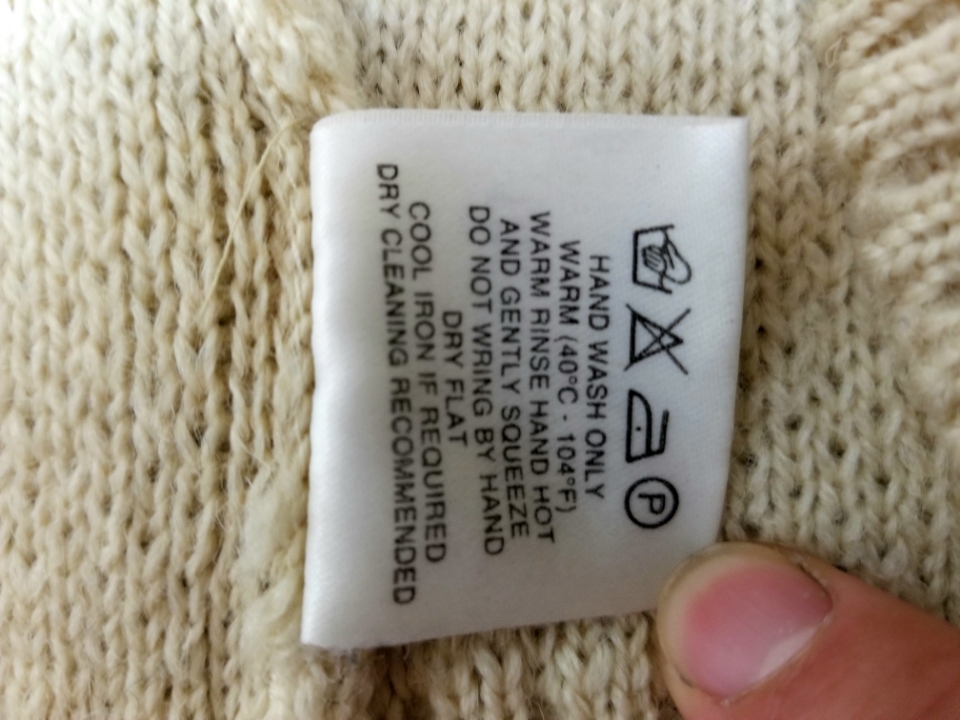 P
HAND WASH ONLY
WARM (40°C - 104°F)
WARM RINSE HAND HOT
AND GENTLY SQUEEZE
DO NOT WRING BY HAND
DRY FLAT
COOL IRON IF REQUIRED
DRY CLEANING RECOMMENDED